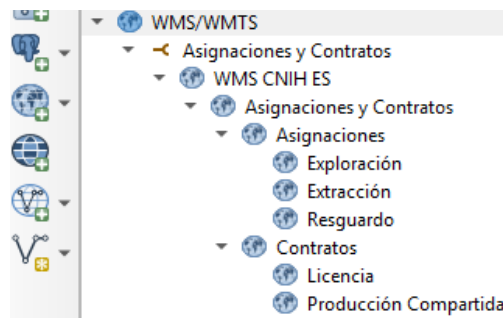 WMS/WMTS
Asignaciones y Contratos
WMS CNIH ES
Asignaciones y Contratos
Asignaciones
Exploración
Extracción
Resguardo
Contratos
Licencia
Producción Compartida